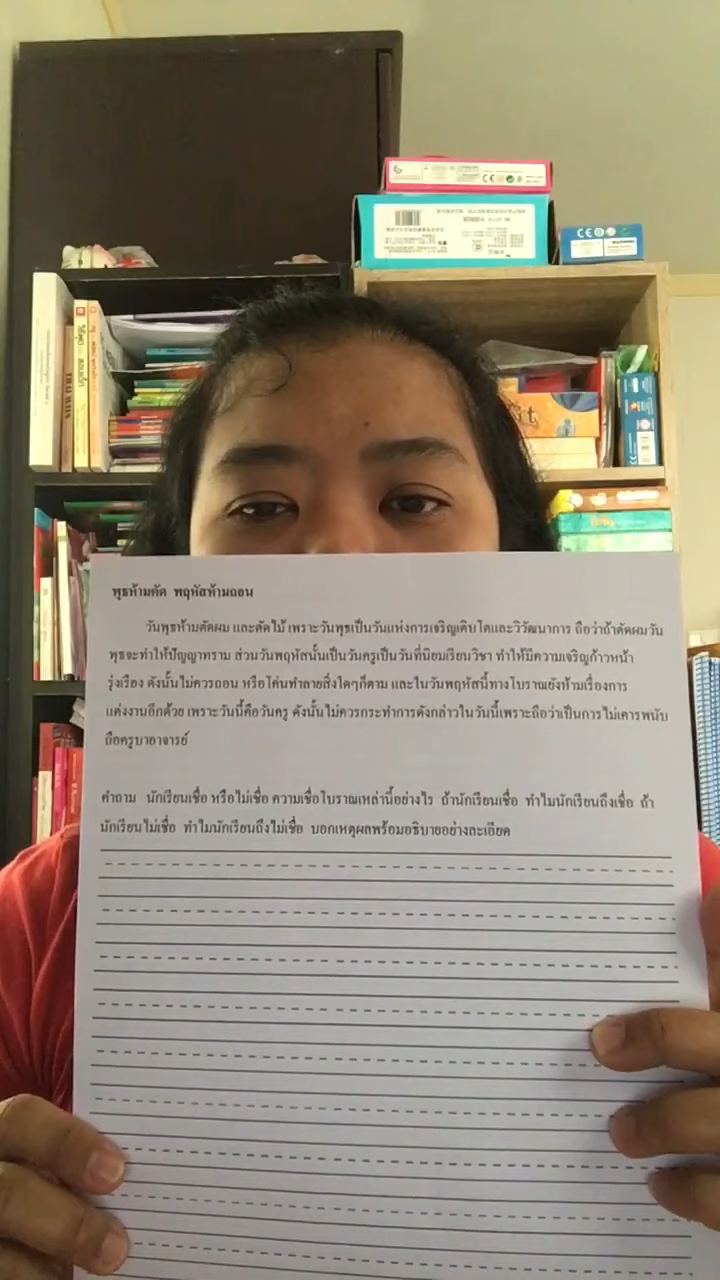 พุธห้ามตัด พฤหัสห้ามถอน
วันพุธห้ามตัดผม และตัดไม้ เพราะวันพุธเป็นวันแห่งการเจริญเติบโตและวิวัฒนาการ ถือว่าถ้าตัดผมวัน
พุธจะทำให้ปัญญาทราม ส่วนวันพฤหัสนั้นเป็นวันครูเป็นวันที่นิยมเรียนวิชา ทำให้มีความเจริญก้าวหน้า
รุ่งเรือง ดังนั้นไม่ควรถอน หรือโค่นทำลายสิ่งใดๆก็ตาม และในวันพฤหัสนี้ทางโบราณยังห้ามเรื่องการ
แต่งงานอีกด้วย เพราะวันนี้คือวันครู ดังนั้นไม่ควรกระทำการดังกล่าวในวันนี้เพราะถือว่าเป็นการไม่เคารพนับ
ถือครูบาอาจารย์
คำถาม นักเรียนเชื่อ หรือไม่เชื่อ ความเชื่อโบราณเหล่านี้อย่างไร ถ้านักเรียนเชื่อ ทำไมนักเรียนถึงเชื่อ ถ้า
นักเรียนไม่เชื่อ ทำไมนักเรียนถึงไม่เชื่อ บอกเหตุผลพร้อมอธิบายอย่างละเอียด